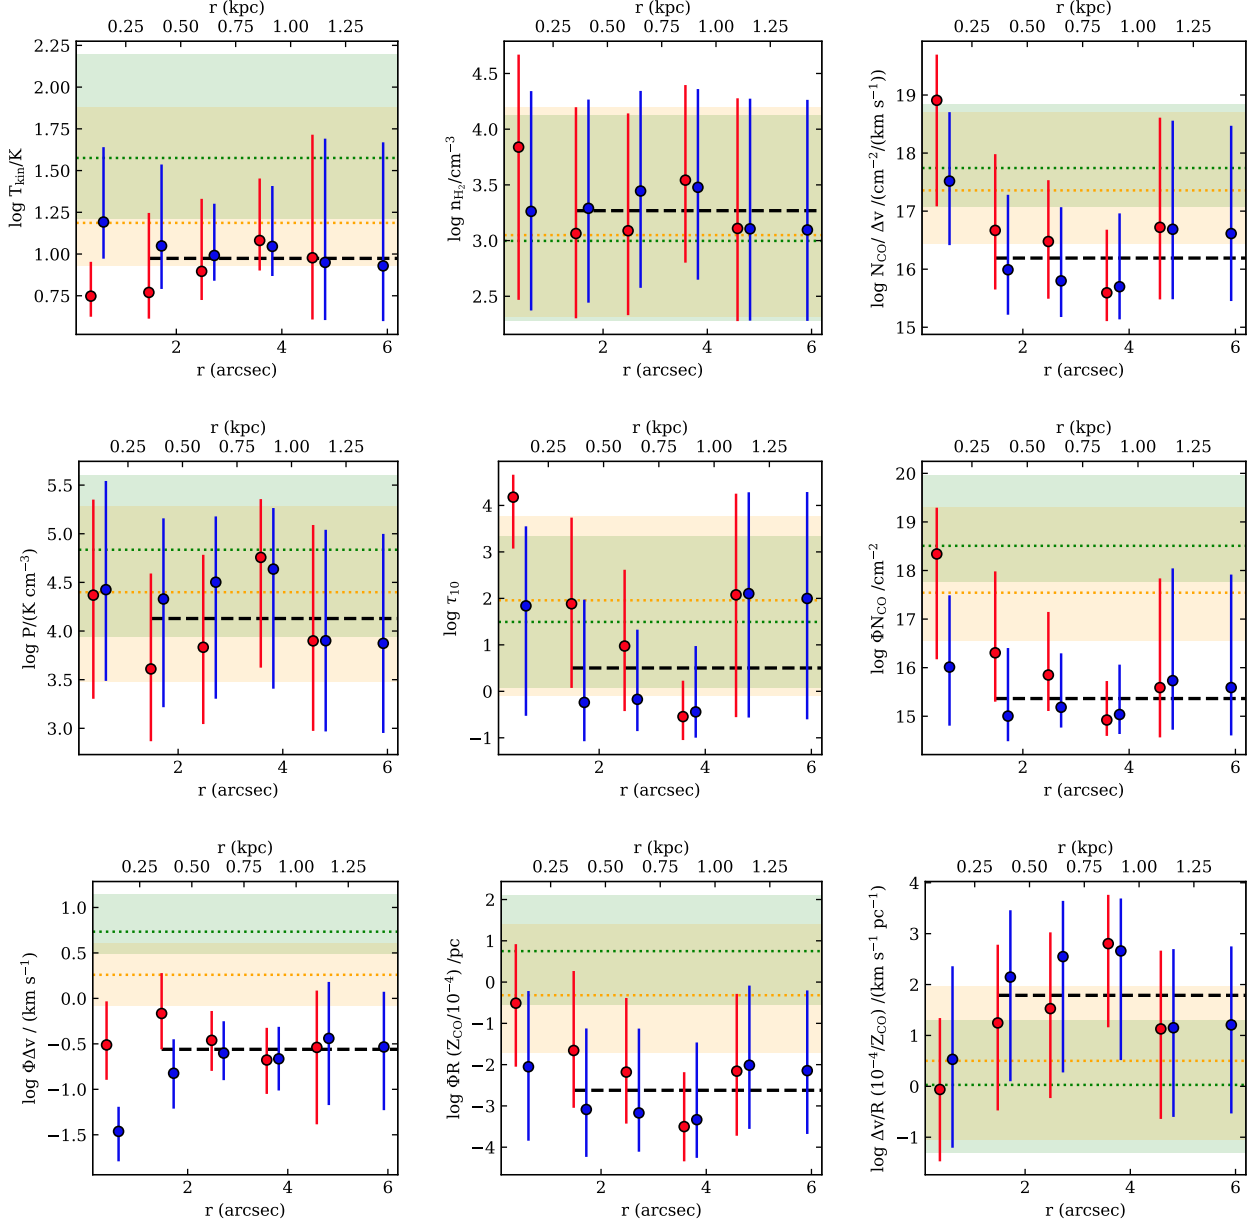 r (kpc) r (kpc) r (kpc)
0.25 0.50 0.75 1.00 1.25 0.25 0.50 0.75 1.00 1.25 0.25 0.50 0.75 1.00 1.25
2.25
2.00
1.75
1.50
1.25
1.00
0.75
log T_kin/K
2 4 6
r (arcsec)
4.5
4.0
3.5
3.0
2.5
log n_H₂/cm⁻³
2 4 6
r (arcsec)
19
18
17
16
15
log N_CO/ Δv /(cm⁻²/(km s⁻¹))
2 4 6
r (arcsec)
r (kpc) r (kpc) r (kpc)
0.25 0.50 0.75 1.00 1.25 0.25 0.50 0.75 1.00 1.25 0.25 0.50 0.75 1.00 1.25
5.5
5.0
4.5
4.0
3.5
3.0
log P/(K cm⁻³)
2 4 6
r (arcsec)
4
3
2
1
0
−1
log τ₁₀
2 4 6
r (arcsec)
20
19
18
17
16
15
log ΦN_CO /cm⁻²
2 4 6
r (arcsec)
r (kpc) r (kpc) r (kpc)
0.25 0.50 0.75 1.00 1.25 0.25 0.50 0.75 1.00 1.25 0.25 0.50 0.75 1.00 1.25
1.0
0.5
0.0
−0.5
−1.0
−1.5
log ΦΔv / (km s⁻¹)
2 4 6
r (arcsec)
2
1
0
−1
−2
−3
−4
log ΦR (Z_CO/10⁻⁴) /pc
2 4 6
r (arcsec)
4
3
2
1
0
−1
log Δv/R (10⁻⁴/Z_CO) /(km s⁻¹ pc⁻¹)
2 4 6
r (arcsec)